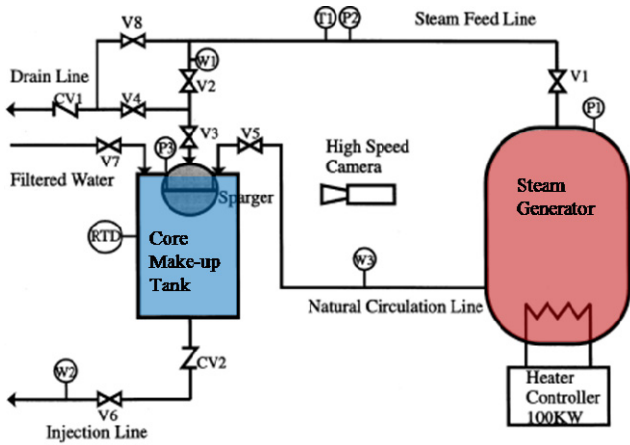 V8
T1
P2
Steam Feed Line
W1
Drain Line
V2
V1
CV1
V4
P1
V3
V5
P3
V7
High Speed
Camera
Filtered Water
Sparger
Steam
Generator
RTD
Core
Make-up
Tank
W3
Natural Circulation Line
CV2
W2
V6
Injection Line
Heater
Controller
100KW